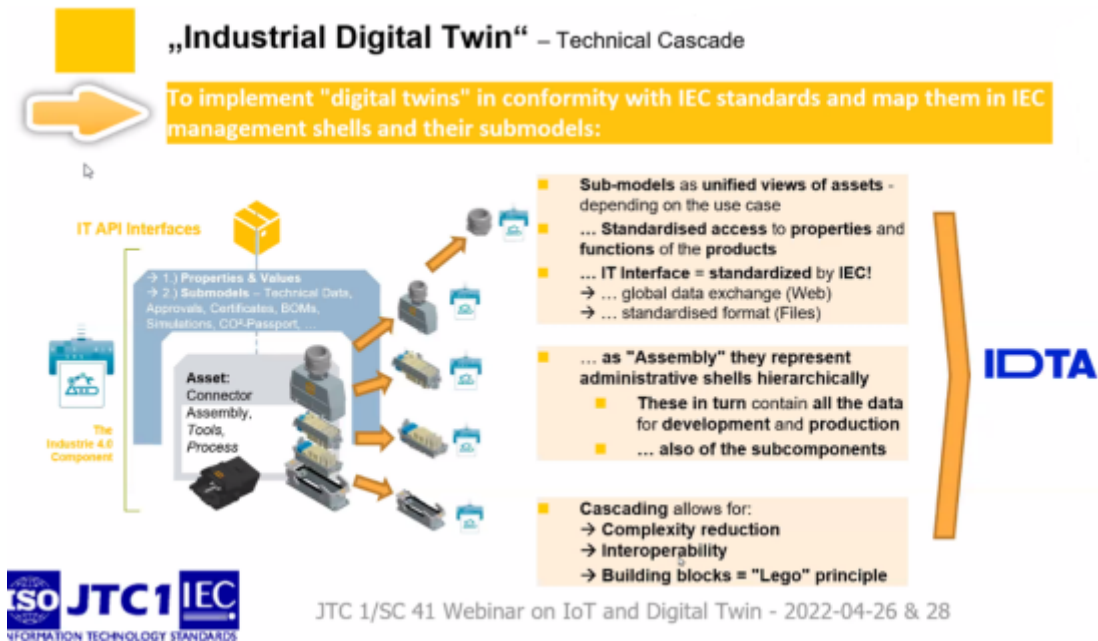 „Industrial Digital Twin“ – Technical Cascade
To implement "digital twins" in conformity with IEC standards and map them in IEC
management shells and their submodels:
IT API Interfaces
→ 1.) Properties & Values
→ 2.) Submodels – Technical Data,
Approvals, Certificates, BOMs,
Simulations, CO²-Passport, ...
Asset:
Connector
Assembly,
Tools,
Process
The
Industrie 4.0
Component
Sub-models as unified views of assets -
depending on the use case
... Standardised access to properties and
functions of the products
... IT Interface = standardized by IEC!
→ ... global data exchange (Web)
→ ... standardised format (Files)
... as "Assembly" they represent
administrative shells hierarchically
These in turn contain all the data
for development and production
... also of the subcomponents
Cascading allows for:
→ Complexity reduction
→ Interoperability
→ Building blocks = "Lego" principle
IDTA
ISO JTC1 IEC
INFORMATION TECHNOLOGY STANDARDS
JTC 1/SC 41 Webinar on IoT and Digital Twin - 2022-04-26 & 28